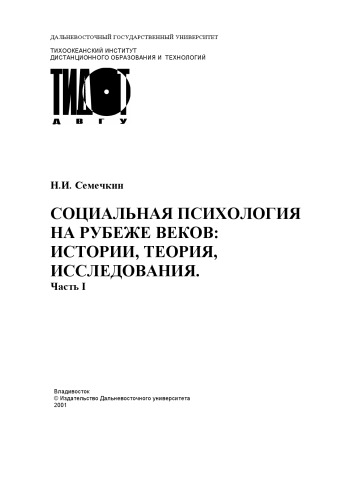 ДАЛЬНЕВОСТОЧНЫЙ ГОСУДАРСТВЕННЫЙ УНИВЕРСИТЕТ
ТИХООКЕАНСКИЙ ИНСТИТУТ
ДИСТАНЦИОННОГО ОБРАЗОВАНИЯ И ТЕХНОЛОГИЙ
ТИДОТ
ДВГУ
Н.И. Семечкин
СОЦИАЛЬНАЯ ПСИХОЛОГИЯ
НА РУБЕЖЕ ВЕКОВ:
ИСТОРИИ, ТЕОРИЯ,
ИССЛЕДОВАНИЯ.
Часть I
Владивосток
© Издательство Дальневосточного университета
2001